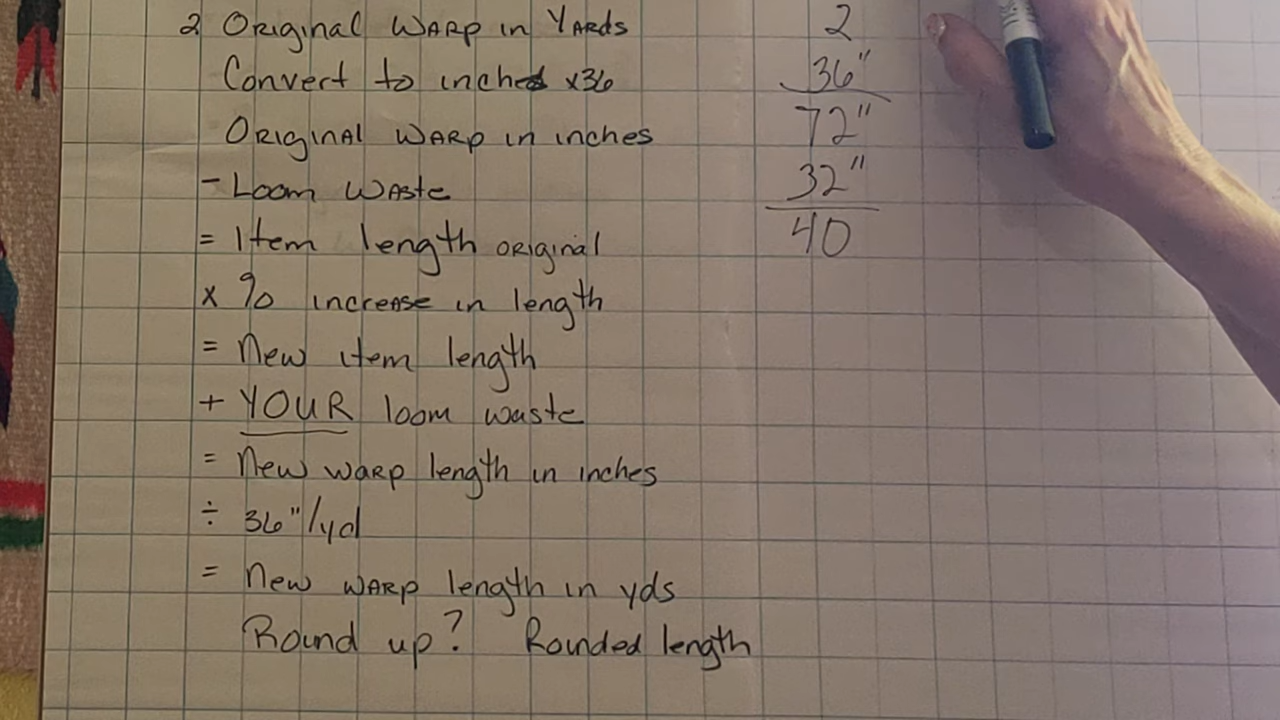 2 Original WARP in YARds 2
Convert to inches x36 36"
ORIGINAL WARP in inches 72"
- Loom WASte 32"
= Item length original 40
x % increase in length
= New item length
+ YOUR loom waste
= New warp length in inches
÷ 36"/yd
= New WARP length in yds
Round up? Rounded length